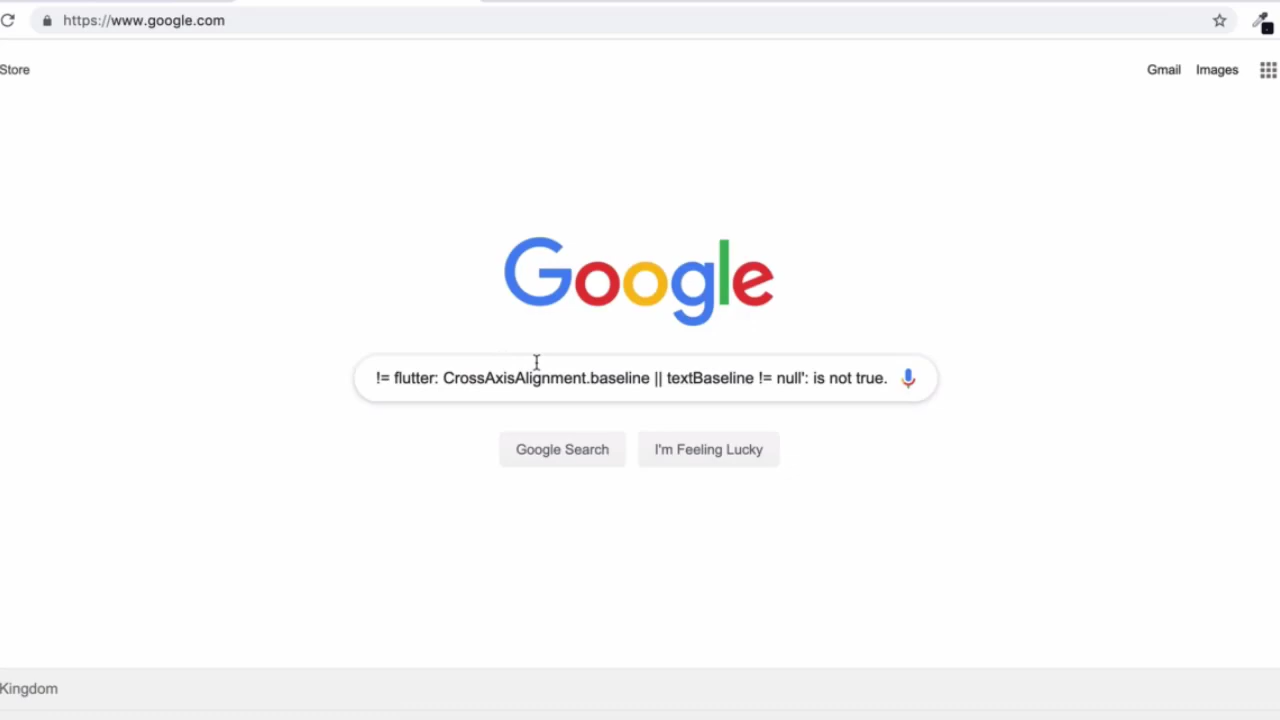 https://www.google.com
Store
Gmail Images
Google
!= flutter: CrossAxisAlignment.baseline || textBaseline != null': is not true.
Google Search I'm Feeling Lucky
Kingdom